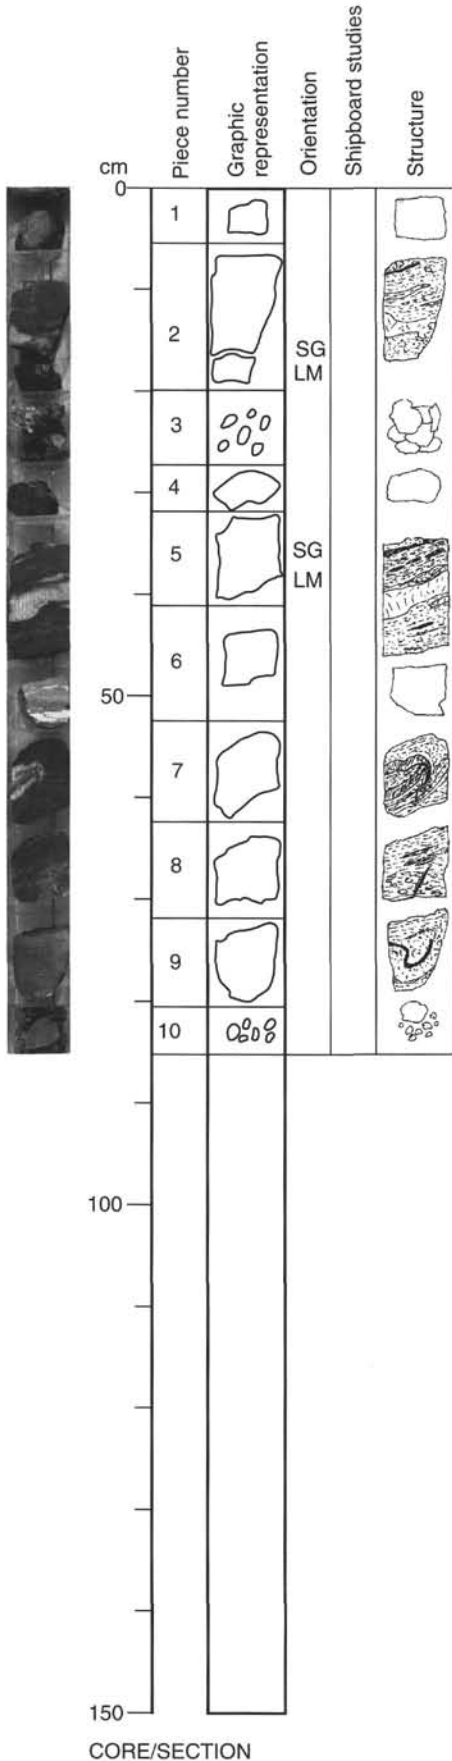 cm
Piece number
Graphic
representation
Orientation
Shipboard studies
Structure
0
1
2
SG
LM
3
4
5
SG
LM
6
50
7
8
9
10
100
150
CORE/SECTION